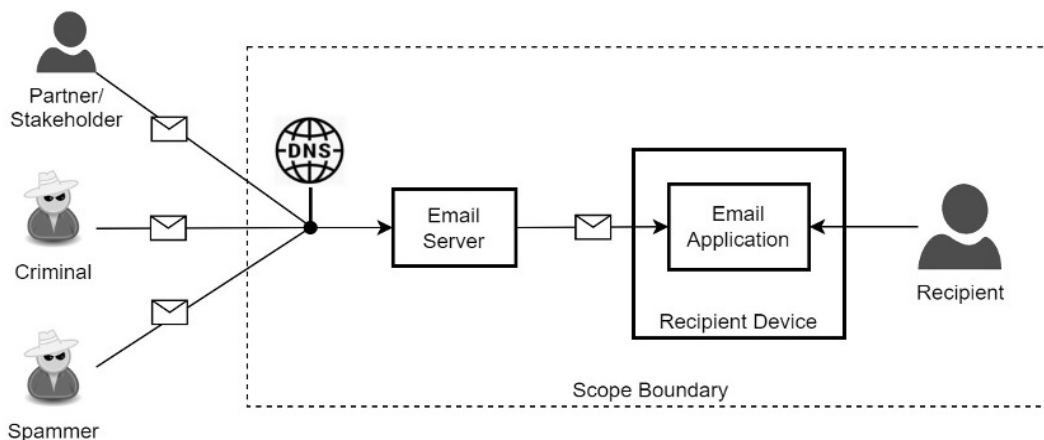 Partner/
Stakeholder
DNS
Email
Server
Email
Application
Criminal
Recipient
Recipient Device
Scope Boundary
Spammer